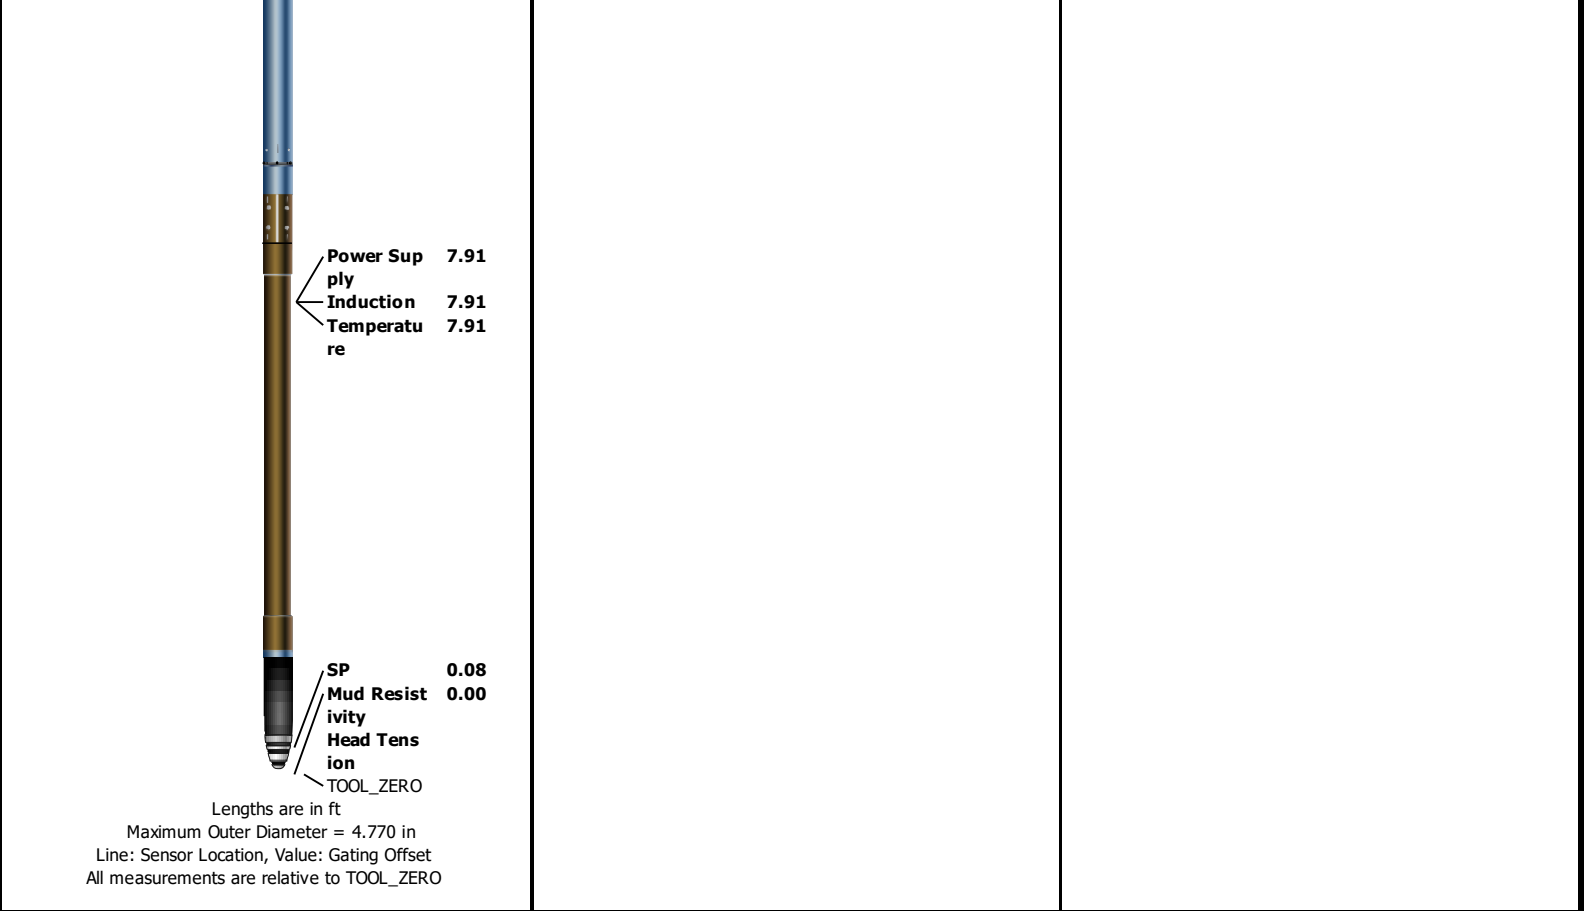 Power Sup 7.91
ply
Induction 7.91
Temperatu 7.91
re
SP 0.08
Mud Resist 0.00
ivity
Head Tens
ion
TOOL_ZERO
Lengths are in ft
Maximum Outer Diameter = 4.770 in
Line: Sensor Location, Value: Gating Offset
All measurements are relative to TOOL_ZERO